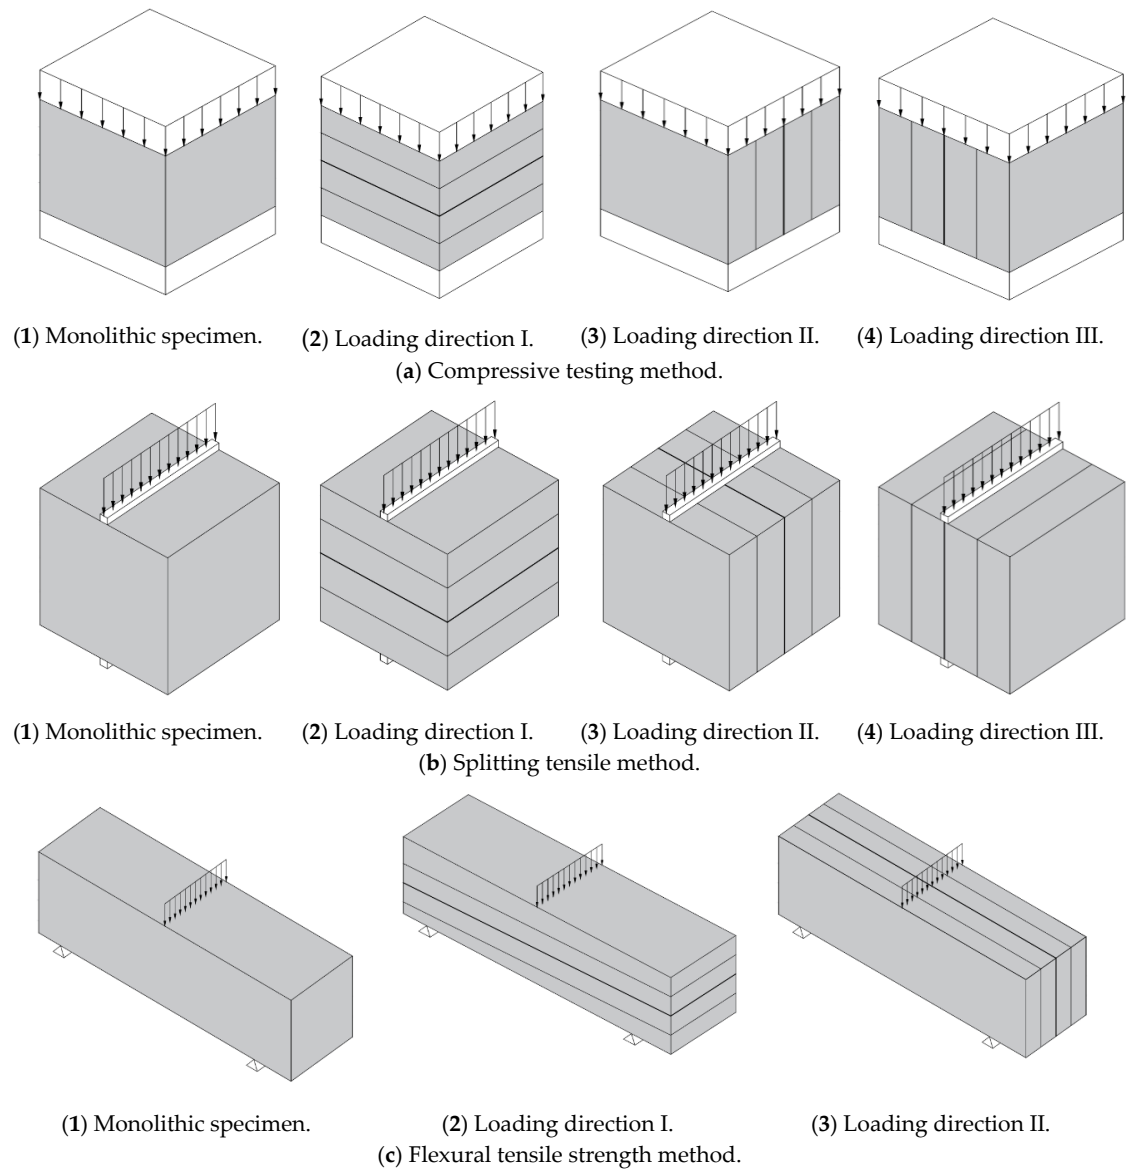 (1) Monolithic specimen. (2) Loading direction I. (3) Loading direction II. (4) Loading direction III.
(a) Compressive testing method.
(1) Monolithic specimen. (2) Loading direction I. (3) Loading direction II. (4) Loading direction III.
(b) Splitting tensile method.
(1) Monolithic specimen. (2) Loading direction I. (3) Loading direction II.
(c) Flexural tensile strength method.